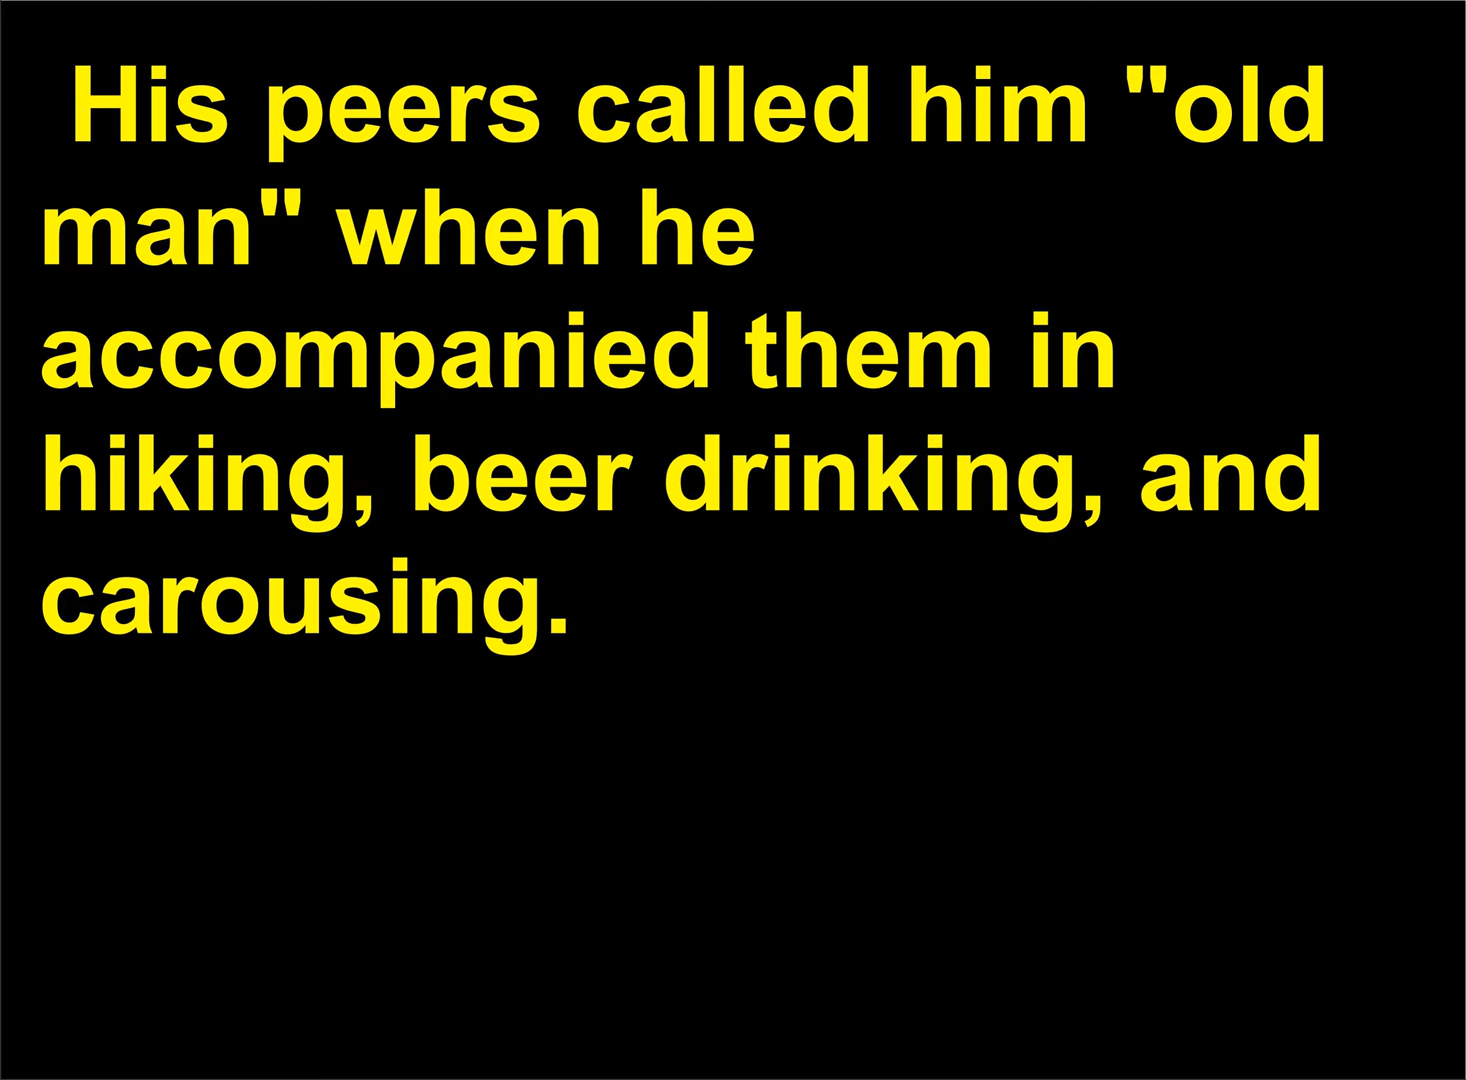 His peers called him "old
man" when he
accompanied them in
hiking, beer drinking, and
carousing.